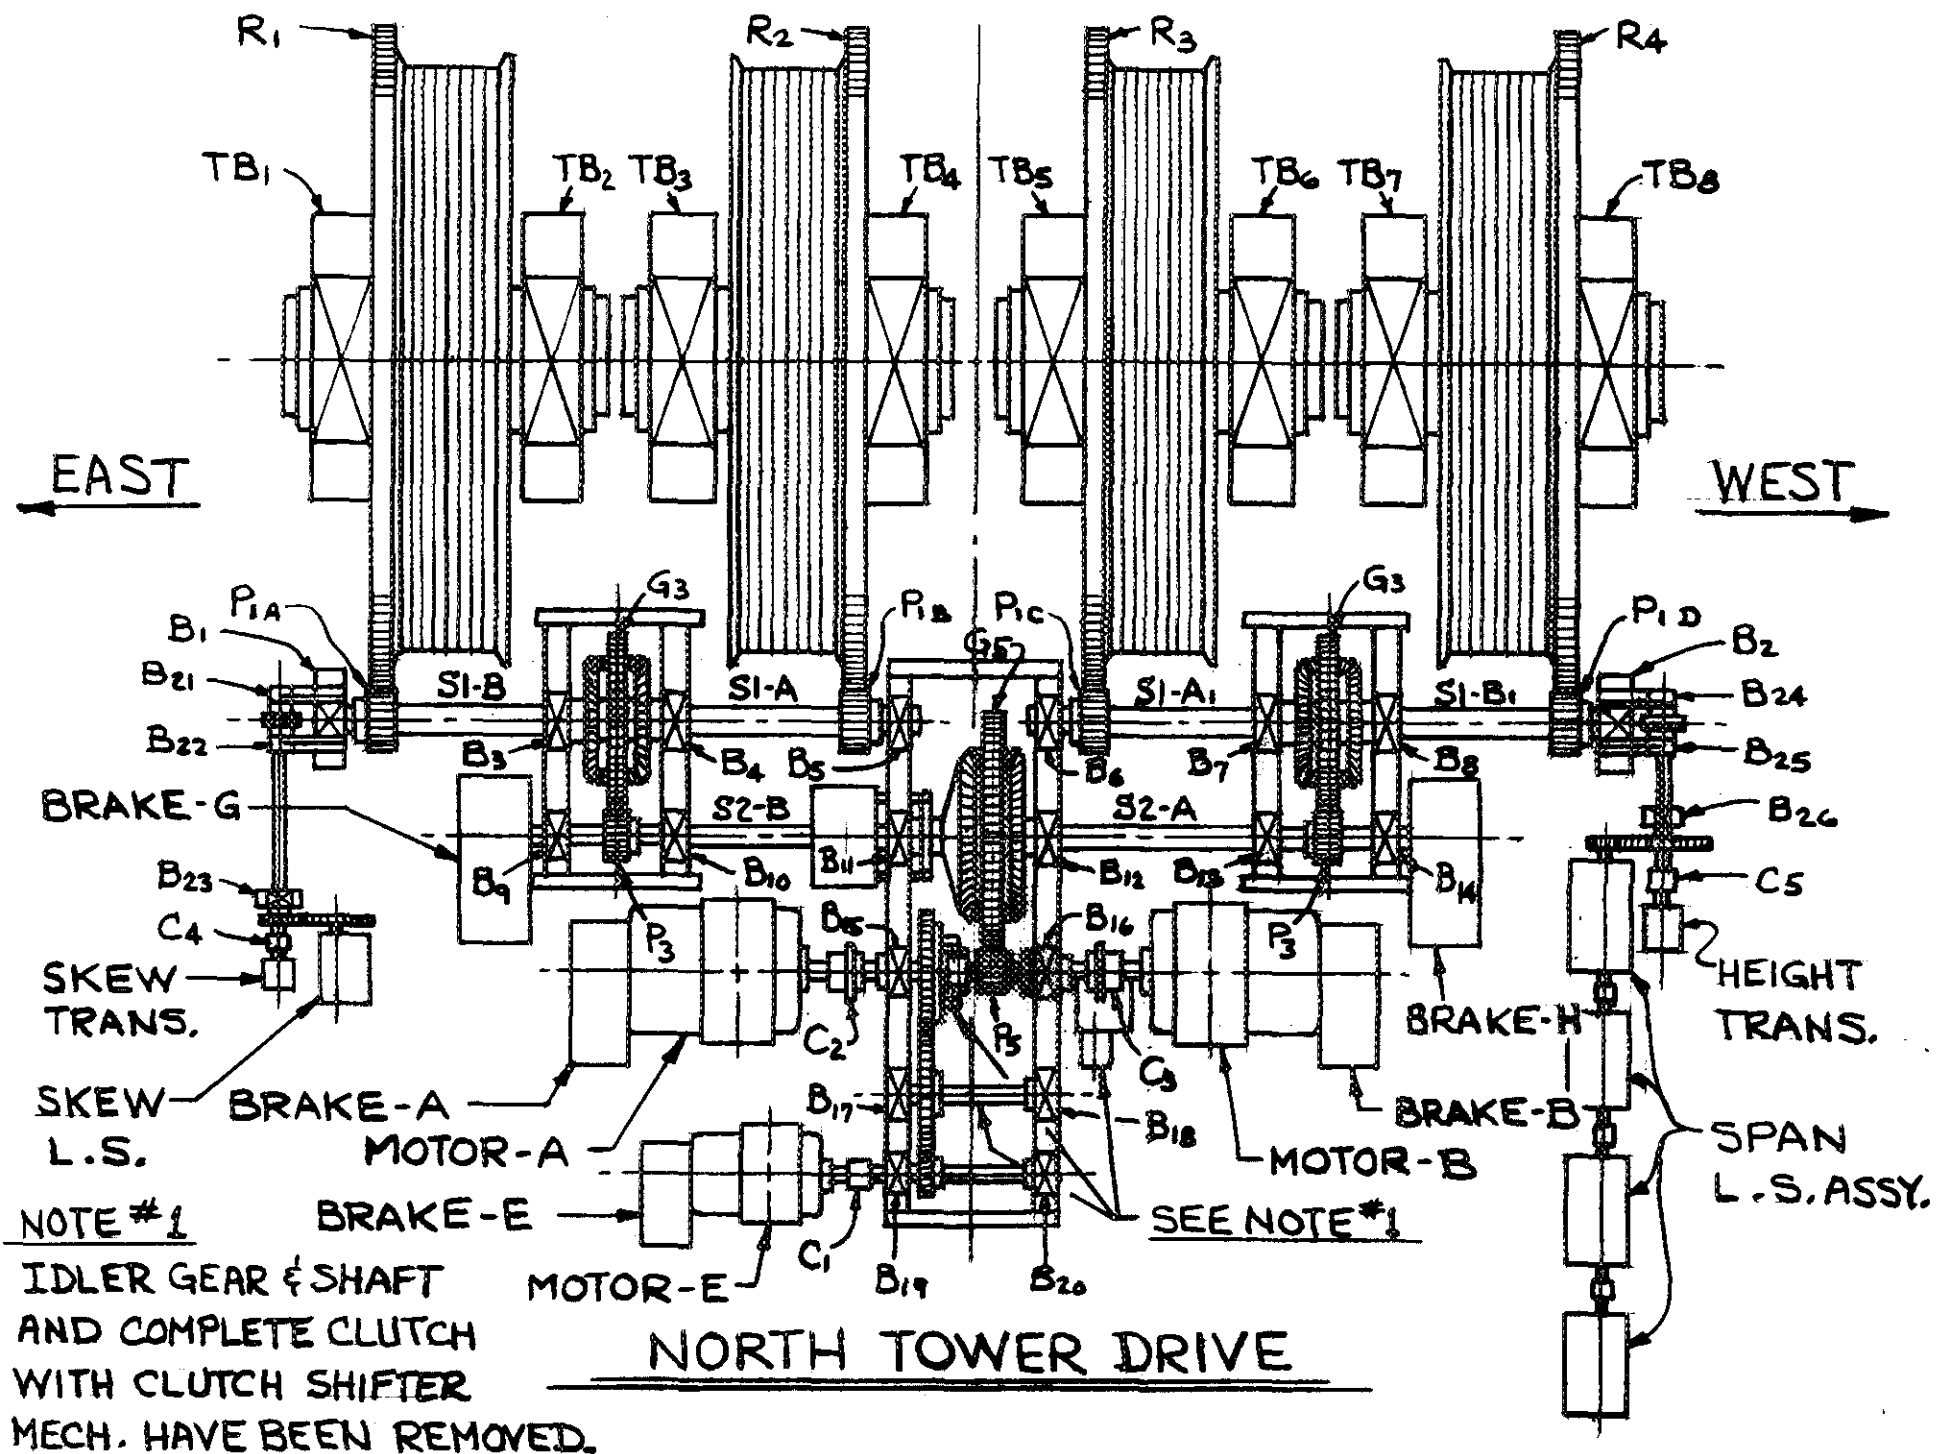 R1
R2
R3
R4
TB1
TB2
TB3
TB4
TB5
TB6
TB7
TB8
EAST
WEST
P1A
G3
P1B
P1C
G5
G3
P1D
B1
B2
B21
S1-B
S1-A
S1-A1
S1-B1
B24
B22
B3
B4
B5
B6
B7
B8
B25
BRAKE-G
S2-B
S2-A
B26
B23
B9
B10
B11
B12
B13
B14
C5
C4
P3
B15
B16
P3
SKEW
TRANS.
C2
P5
C3
BRAKE-H
HEIGHT
TRANS.
SKEW
L.S.
BRAKE-A
B17
B18
BRAKE-B
MOTOR-A
MOTOR-B
SPAN
L.S. ASSY.
BRAKE-E
C1
SEE NOTE #1
MOTOR-E
B19
B20
NOTE #1
IDLER GEAR & SHAFT
AND COMPLETE CLUTCH
WITH CLUTCH SHIFTER
MECH. HAVE BEEN REMOVED.
NORTH TOWER DRIVE